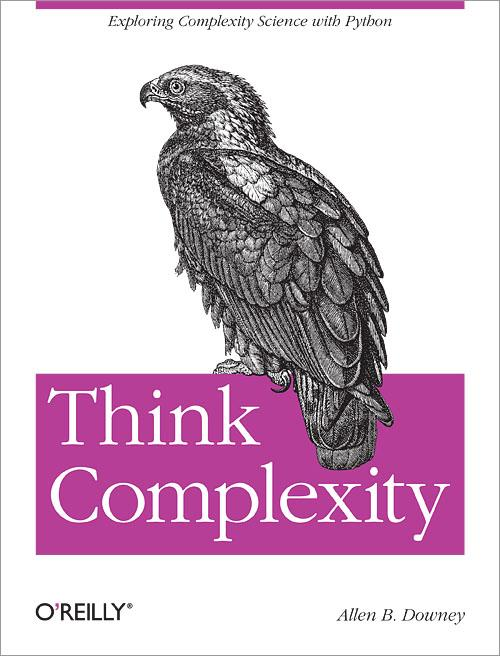 Exploring Complexity Science with Python
Think
Complexity
O'REILLY®
Allen B. Downey